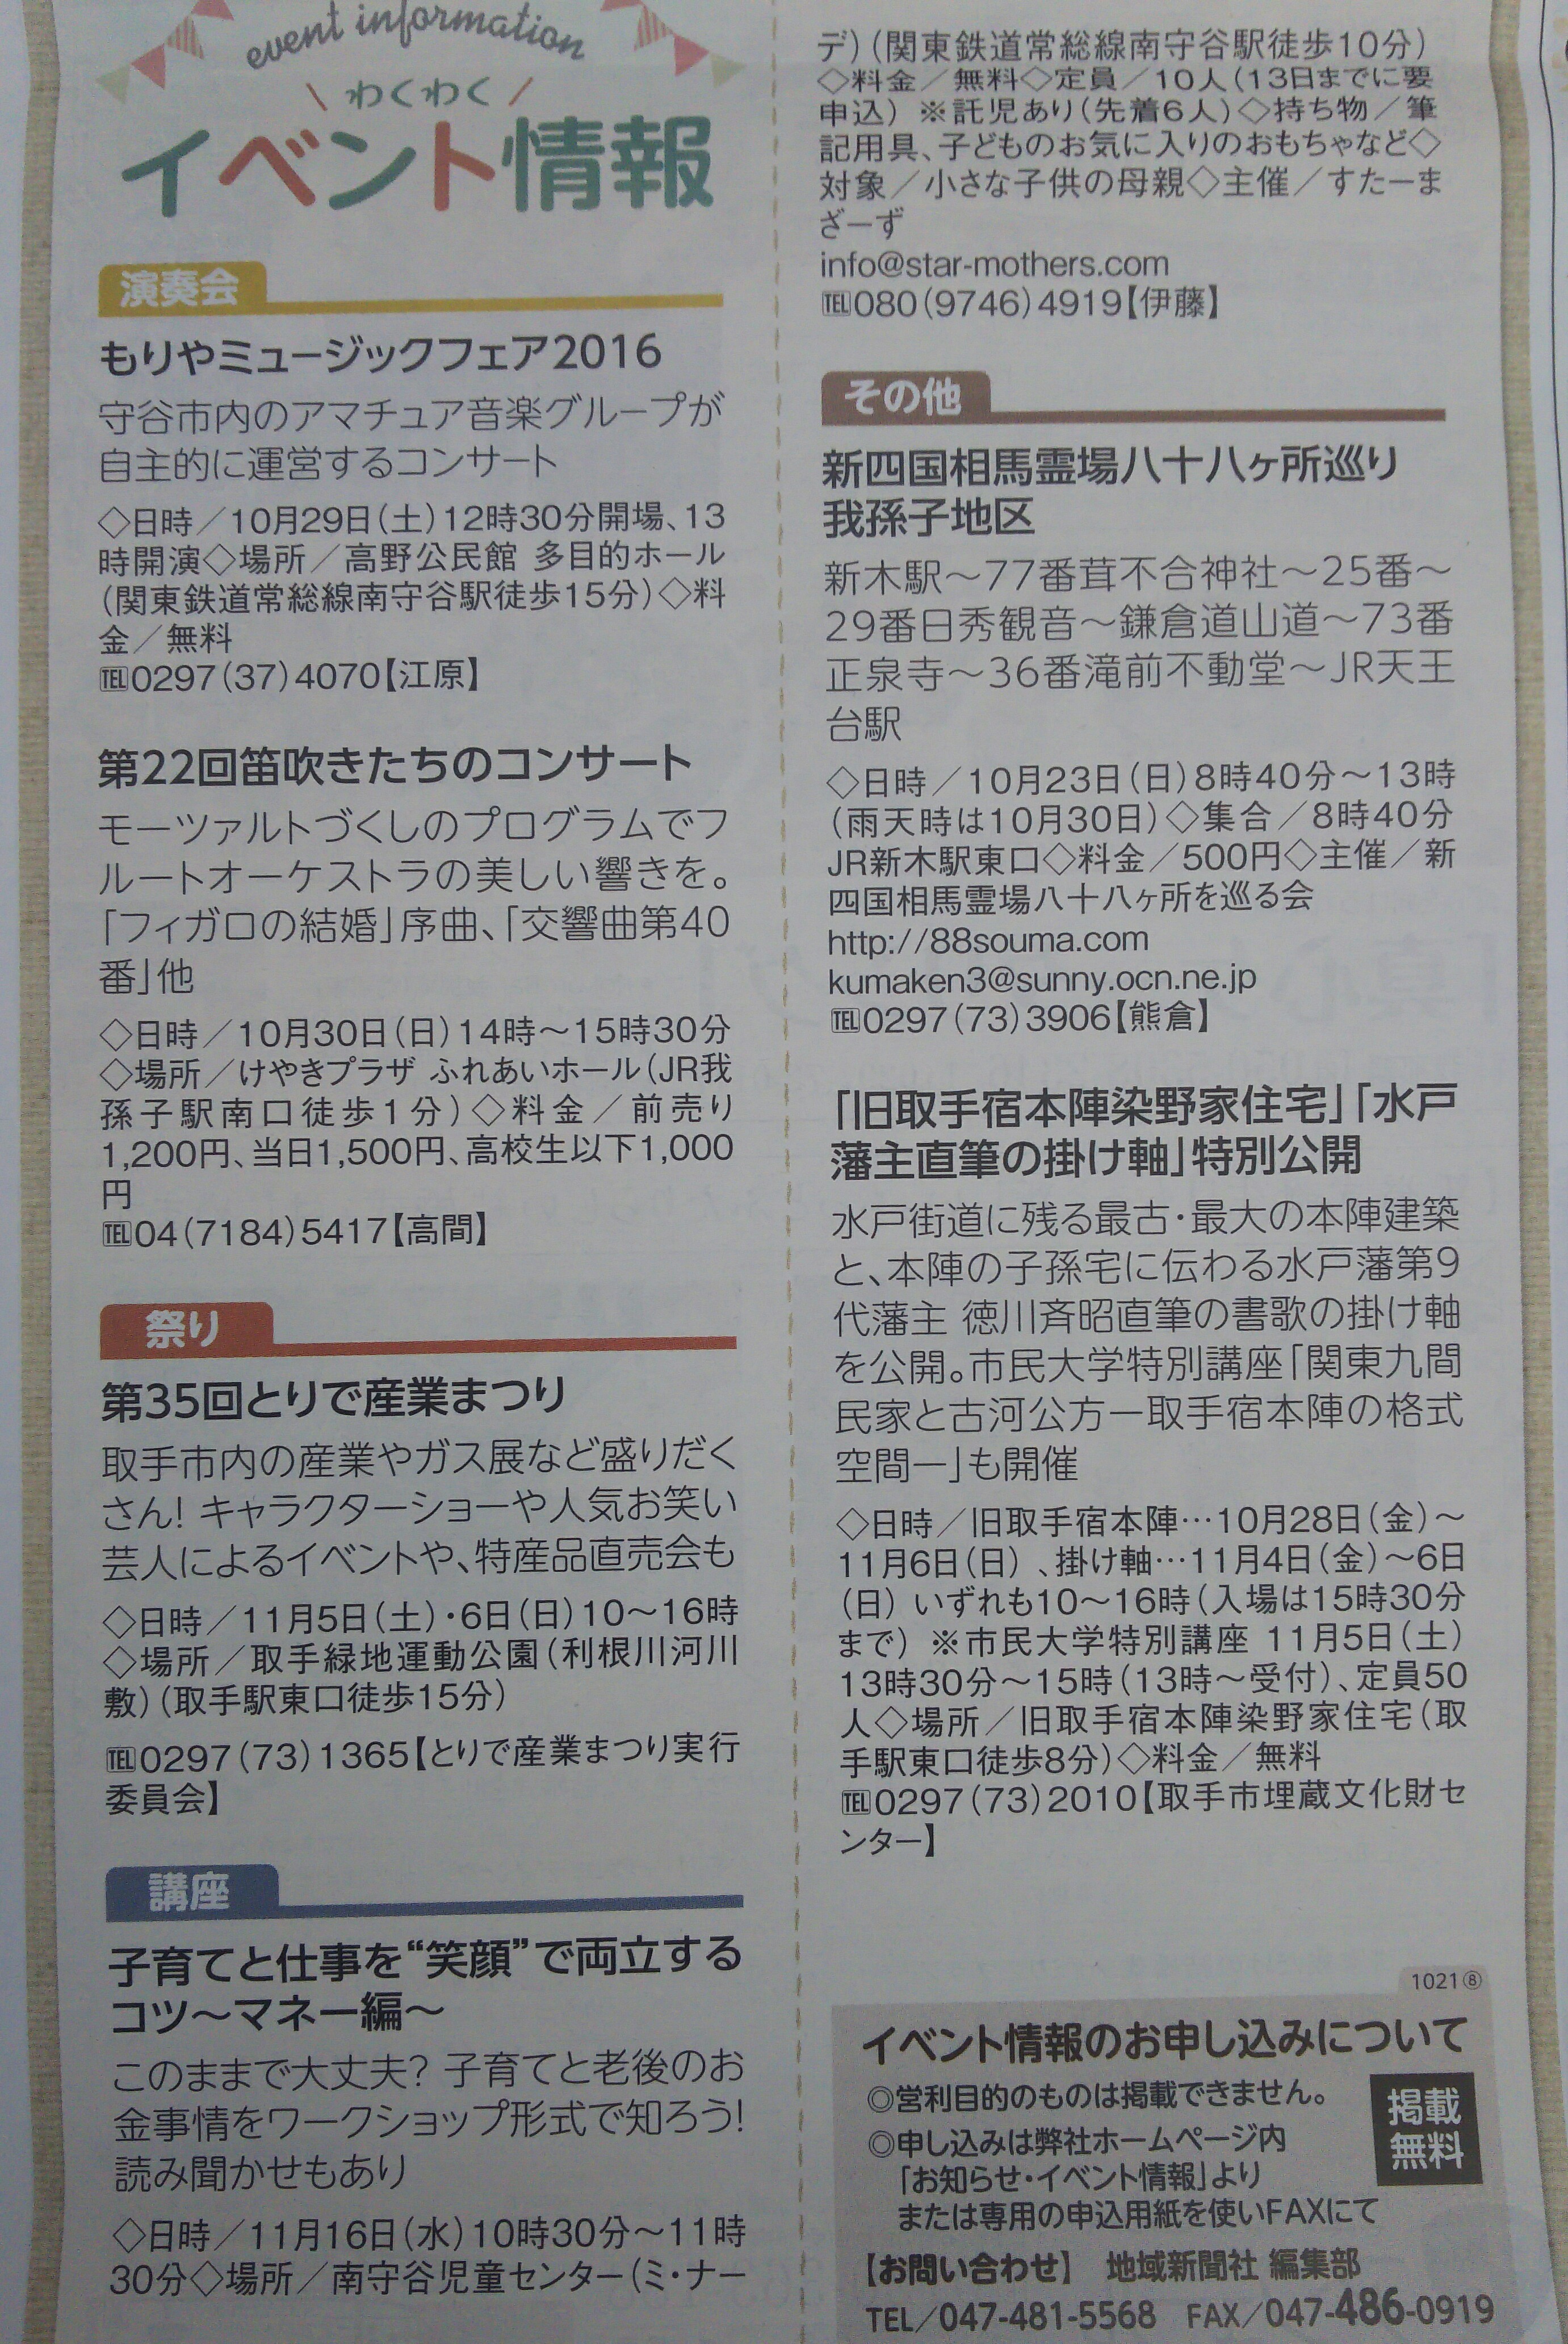 event information
わくわく
イベント情報
演奏会
もりやミュージックフェア2016
守谷市内のアマチュア音楽グループが
自主的に運営するコンサート
◇日時／10月29日(土)12時30分開場、13
時開演◇場所／高野公民館 多目的ホール
(関東鉄道常総線南守谷駅徒歩15分)◇料
金／無料
℡0297(37)4070【江原】
第22回笛吹きたちのコンサート
モーツァルトづくしのプログラムでフ
ルートオーケストラの美しい響きを。
「フィガロの結婚」序曲、「交響曲第40
番」他
◇日時／10月30日(日)14時～15時30分
◇場所／けやきプラザ ふれあいホール(JR我
孫子駅南口徒歩1分)◇料金／前売り
1,200円、当日1,500円、高校生以下1,000
円
℡04(7184)5417【高間】
祭り
第35回とりで産業まつり
取手市内の産業やガス展など盛りだく
さん! キャラクターショーや人気お笑い
芸人によるイベントや、特産品直売会も
◇日時／11月5日(土)・6日(日)10～16時
◇場所／取手緑地運動公園(利根川河川
敷)(取手駅東口徒歩15分)
℡0297(73)1365【とりで産業まつり実行
委員会】
講座
子育てと仕事を“笑顔”で両立する
コツ～マネー編～
このままで大丈夫? 子育てと老後のお
金事情をワークショップ形式で知ろう!
読み聞かせもあり
◇日時／11月16日(水)10時30分～11時
30分◇場所／南守谷児童センター(ミ・ナー
デ)(関東鉄道常総線南守谷駅徒歩10分)
◇料金／無料◇定員／10人(13日までに要
申込) ※託児あり(先着6人)◇持ち物／筆
記用具、子どものお気に入りのおもちゃなど◇
対象／小さな子供の母親◇主催／すたーま
ざーず
info@star-mothers.com
℡080(9746)4919【伊藤】
その他
新四国相馬霊場八十八ヶ所巡り
我孫子地区
新木駅～77番茸不合神社～25番～
29番日秀観音～鎌倉道山道～73番
正泉寺～36番滝前不動堂～JR天王
台駅
◇日時／10月23日(日)8時40分～13時
(雨天時は10月30日)◇集合／8時40分
JR新木駅東口◇料金／500円◇主催／新
四国相馬霊場八十八ヶ所を巡る会
http://88souma.com
kumaken3@sunny.ocn.ne.jp
℡0297(73)3906【熊倉】
「旧取手宿本陣染野家住宅」「水戸
藩主直筆の掛け軸」特別公開
水戸街道に残る最古・最大の本陣建築
と、本陣の子孫宅に伝わる水戸藩第9
代藩主 徳川斉昭直筆の書歌の掛け軸
を公開。市民大学特別講座「関東九間
民家と古河公方ー取手宿本陣の格式
空間ー」も開催
◇日時／旧取手宿本陣…10月28日(金)～
11月6日(日)、掛け軸…11月4日(金)～6日
(日) いずれも10～16時(入場は15時30分
まで) ※市民大学特別講座 11月5日(土)
13時30分～15時(13時～受付)、定員50
人◇場所／旧取手宿本陣染野家住宅(取
手駅東口徒歩8分)◇料金／無料
℡0297(73)2010【取手市埋蔵文化財セ
ンター】
1021⑧
イベント情報のお申し込みについて
◎営利目的のものは掲載できません。
◎申し込みは弊社ホームページ内
「お知らせ・イベント情報」より
または専用の申込用紙を使いFAXにて
掲載
無料
【お問い合わせ】 地域新聞社 編集部
TEL／047-481-5568 FAX／047-486-0919